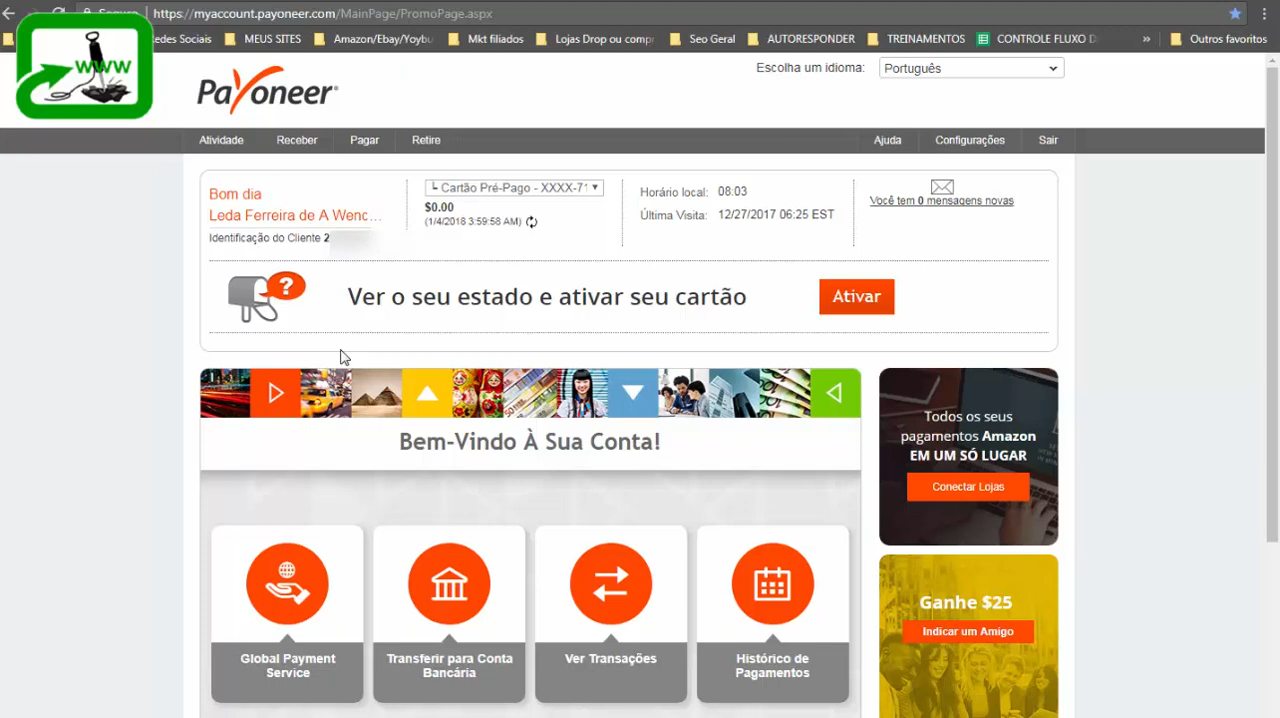 https://myaccount.payoneer.com/MainPage/PromoPage.aspx
edes Sociais
MEUS SITES
Amazon/Ebay/Yoybu
Mkt filiados
Lojas Drop ou compr
Seo Geral
AUTORESPONDER
TREINAMENTOS
CONTROLE FLUXO D
»
Outros favoritos
www
Payoneer
Escolha um idioma:
Português
Atividade
Receber
Pagar
Retire
Ajuda
Configurações
Sair
Bom dia
Leda Ferreira de A Wenc...
Identificação do Cliente 2
Cartão Pré-Pago - XXXX-71
$0.00
(1/4/2018 3:59:58 AM)
Horário local: 08:03
Última Visita: 12/27/2017 06:25 EST
Você tem 0 mensagens novas
?
Ver o seu estado e ativar seu cartão
Ativar
Bem-Vindo À Sua Conta!
Todos os seus
pagamentos Amazon
EM UM SÓ LUGAR
Conectar Lojas
Global Payment
Service
Transferir para Conta
Bancária
Ver Transações
Histórico de
Pagamentos
Ganhe $25
Indicar um Amigo